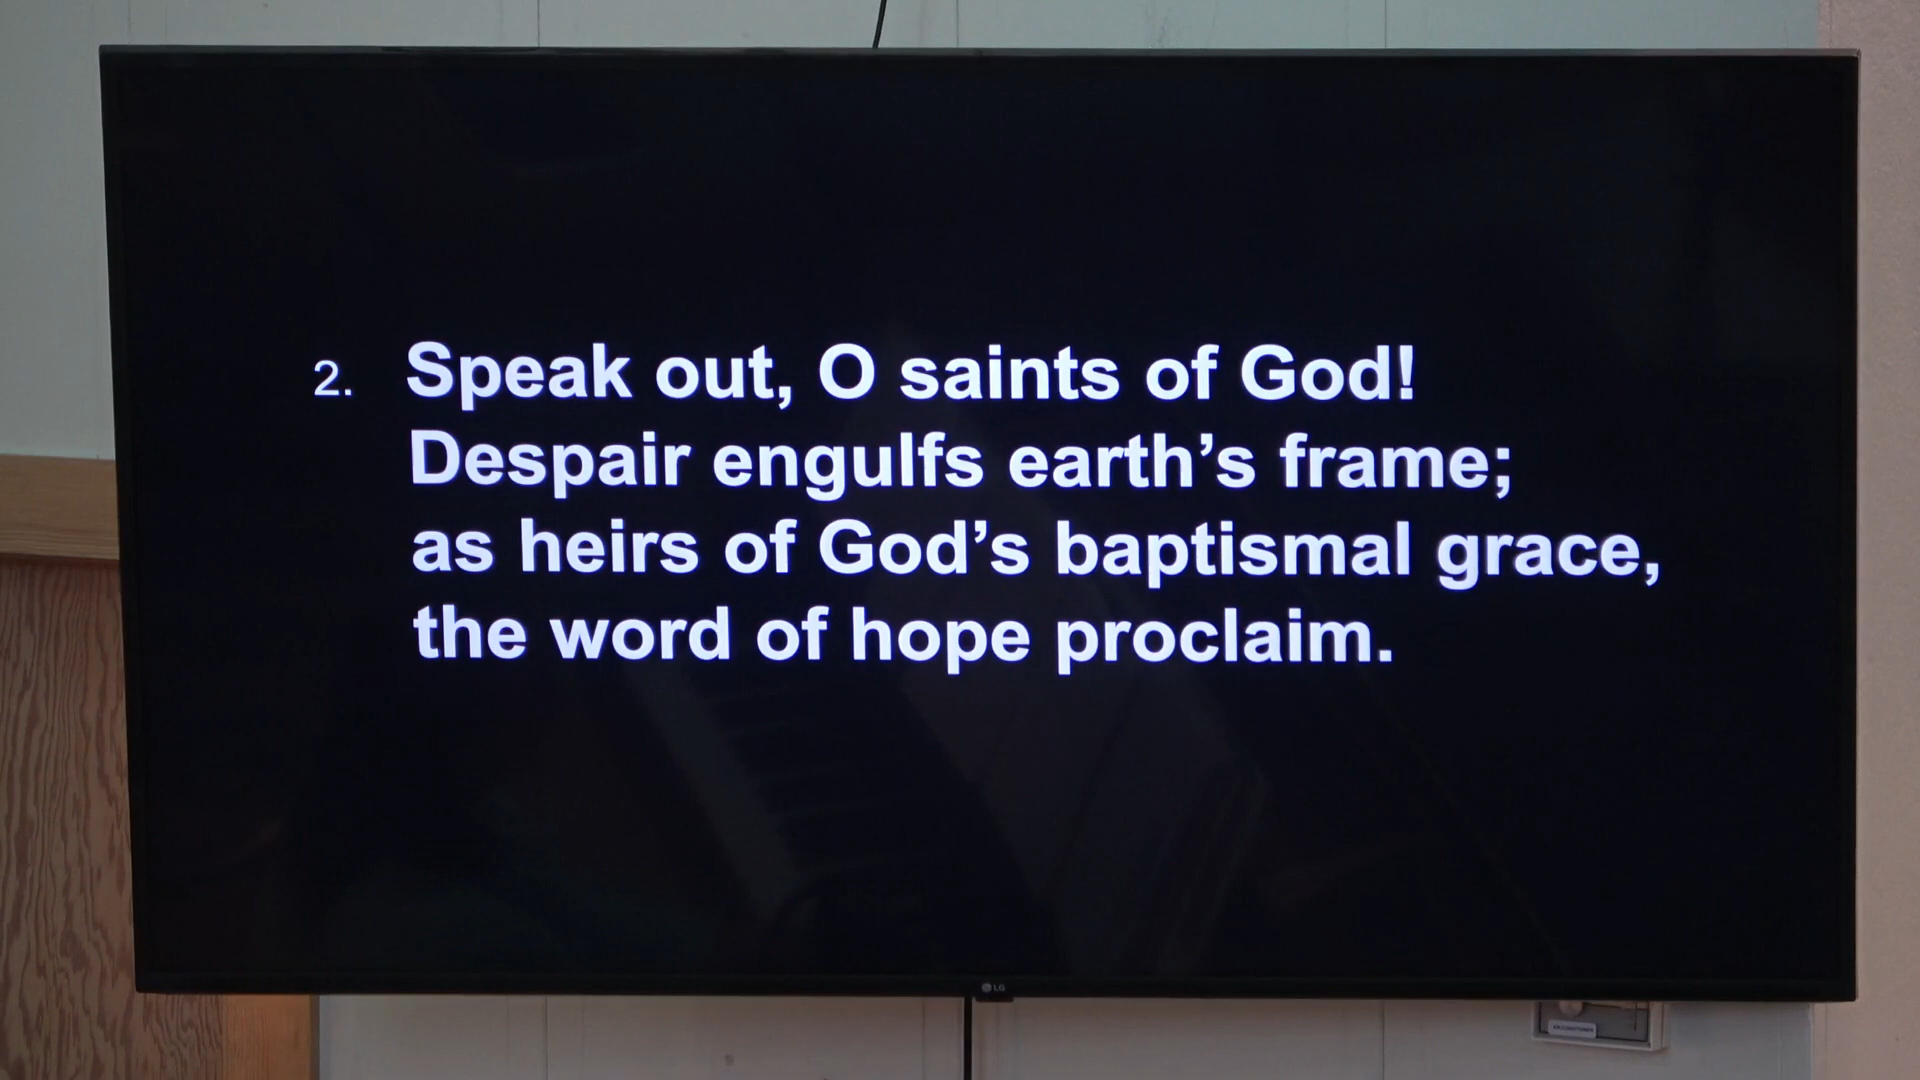 2. Speak out, O saints of God!
Despair engulfs earth’s frame;
as heirs of God’s baptismal grace,
the word of hope proclaim.
LG